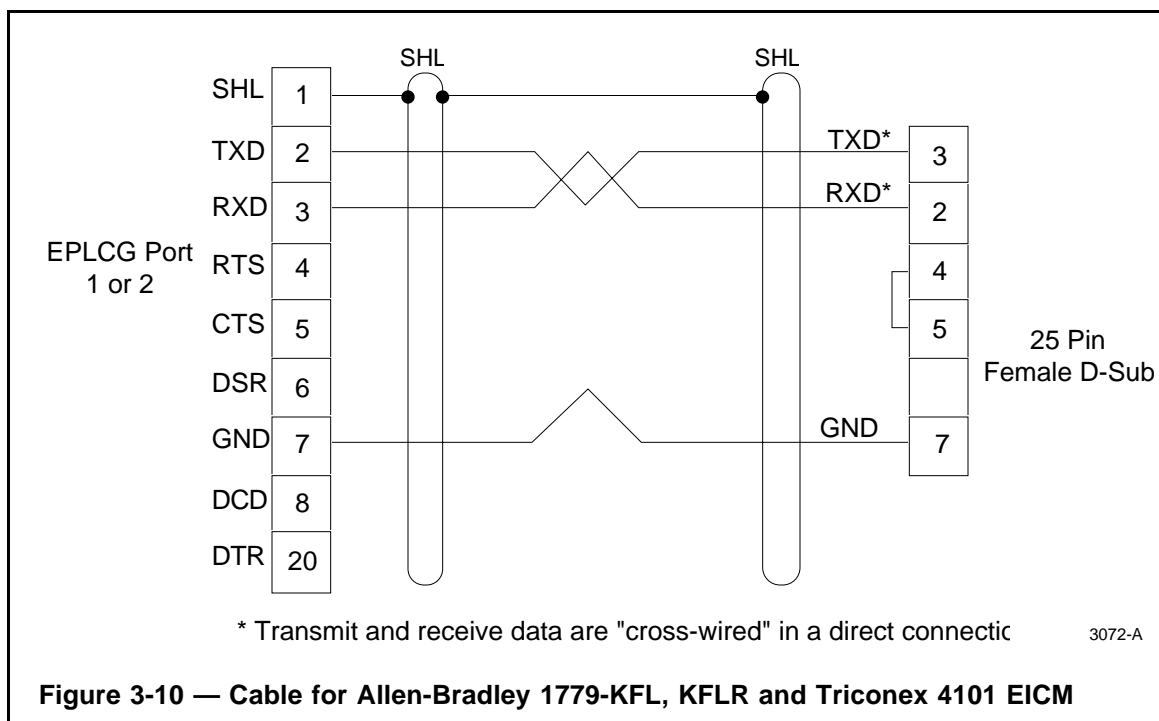 SHL
SHL
SHL 1
TXD 2
RXD 3
RTS 4
CTS 5
DSR 6
GND 7
DCD 8
DTR 20
EPLCG Port
1 or 2
TXD* 3
RXD* 2
4
5
GND 7
25 Pin
Female D-Sub
* Transmit and receive data are "cross-wired" in a direct connectic
3072-A
Figure 3-10 — Cable for Allen-Bradley 1779-KFL, KFLR and Triconex 4101 EICM